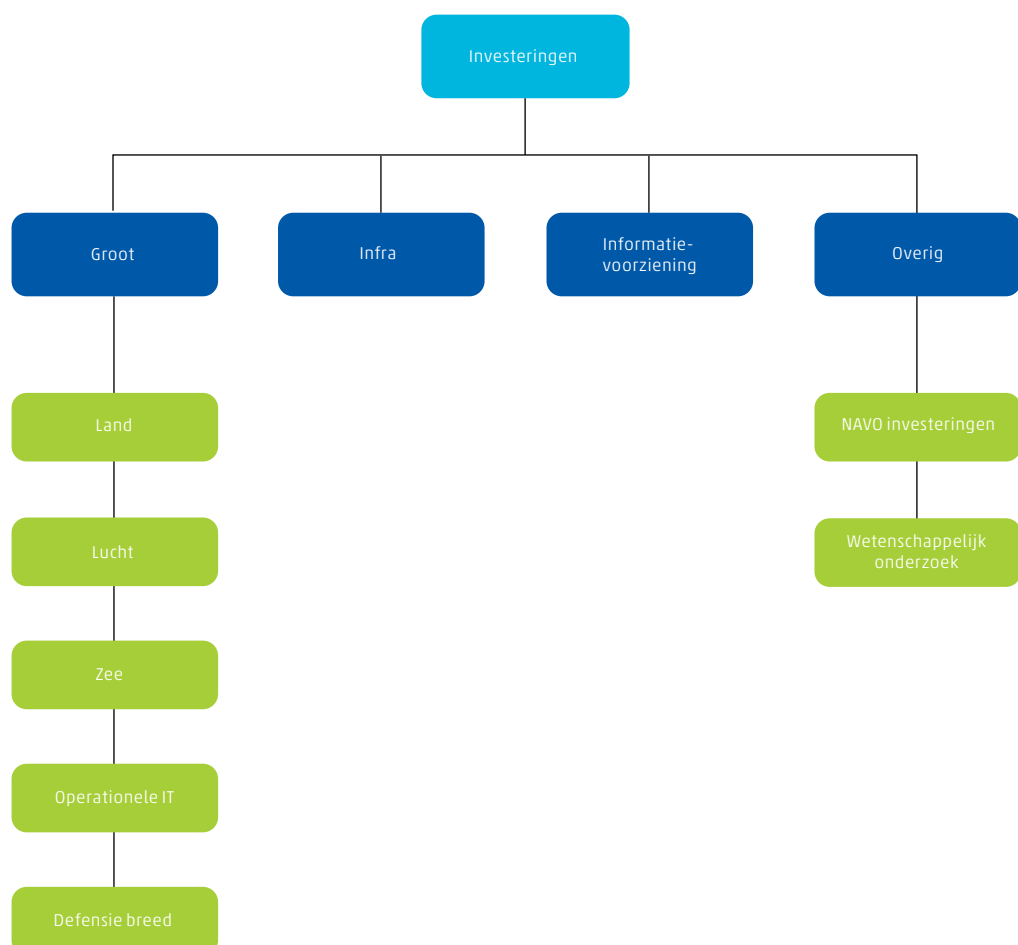 Investeringen
Groot
Infra
Informatie-
voorziening
Overig
Land
NAVO investeringen
Lucht
Wetenschappelijk
onderzoek
Zee
Operationele IT
Defensie breed